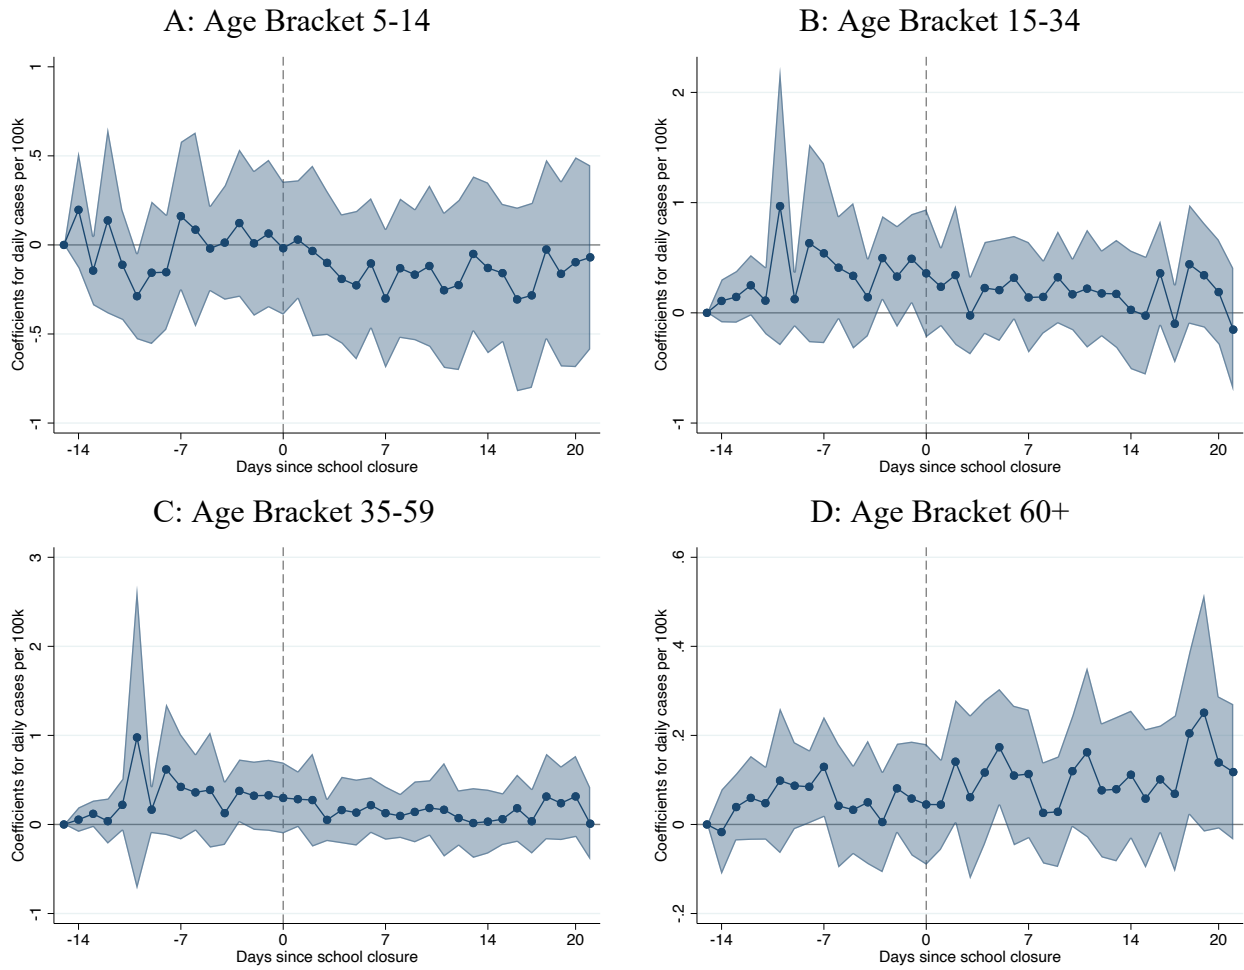 A: Age Bracket 5-14
Coefficients for daily cases per 100k
1
.5
0
-.5
-1
-14 -7 0 7 14 20
Days since school closure
B: Age Bracket 15-34
Coefficients for daily cases per 100k
2
1
0
-1
-14 -7 0 7 14 20
Days since school closure
C: Age Bracket 35-59
Coefficients for daily cases per 100k
3
2
1
0
-1
-14 -7 0 7 14 20
Days since school closure
D: Age Bracket 60+
Coefficients for daily cases per 100k
.6
.4
.2
0
-.2
-14 -7 0 7 14 20
Days since school closure